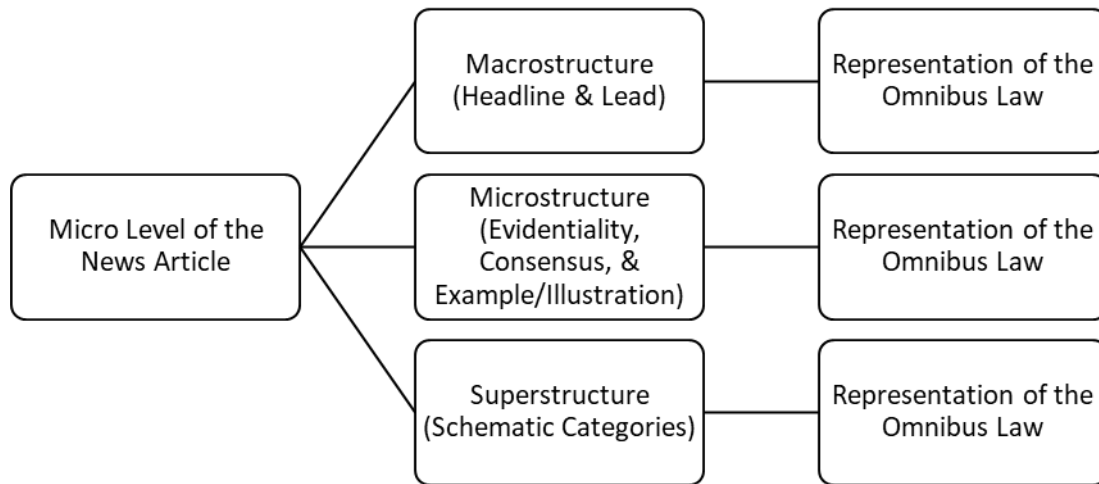 Macrostructure
(Headline & Lead)
Representation of the
Omnibus Law
Micro Level of the
News Article
Microstructure
(Evidentiality,
Consensus, &
Example/Illustration)
Representation of the
Omnibus Law
Superstructure
(Schematic Categories)
Representation of the
Omnibus Law